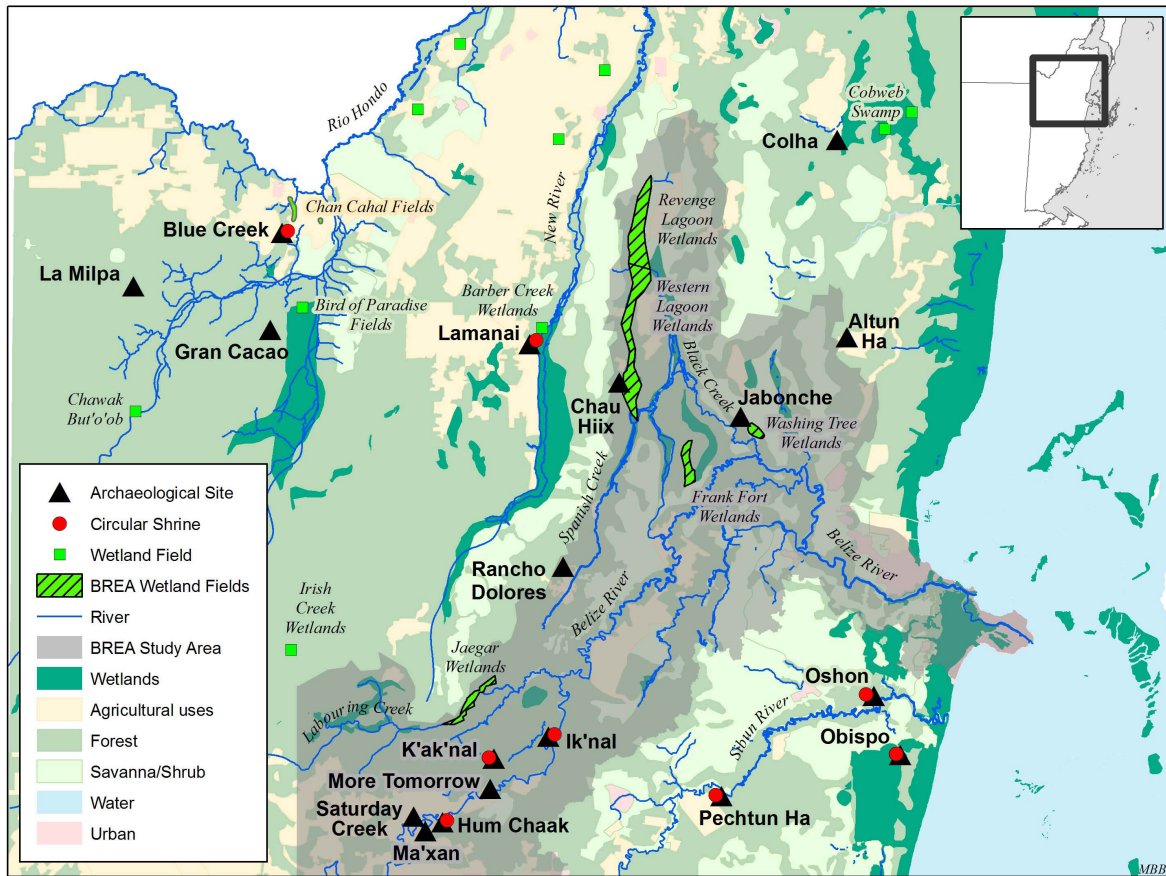 Rio Hondo
Cobweb
Swamp
Colha
New River
Revenge
Lagoon
Wetlands
Chan Cahal Fields
Blue Creek
La Milpa
Bird of Paradise
Fields
Gran Cacao
Barber Creek
Wetlands
Western
Lagoon
Wetlands
Lamanai
Altun
Ha
Black Creek
Chawak
But'o'ob
Chau
Hiix
Jabonche
Washing Tree
Wetlands
Spanish Creek
Frank Fort
Wetlands
Rancho
Dolores
Belize River
Belize River
Irish
Creek
Wetlands
Jaegar
Wetlands
Labouring Creek
Oshon
Sibun River
Obispo
K'ak'nal
Ik'nal
More Tomorrow
Saturday
Creek
Hum Chaak
Ma'xan
Pechtun Ha
Archaeological Site
Circular Shrine
Wetland Field
BREA Wetland Fields
River
BREA Study Area
Wetlands
Agricultural uses
Forest
Savanna/Shrub
Water
Urban
MBB